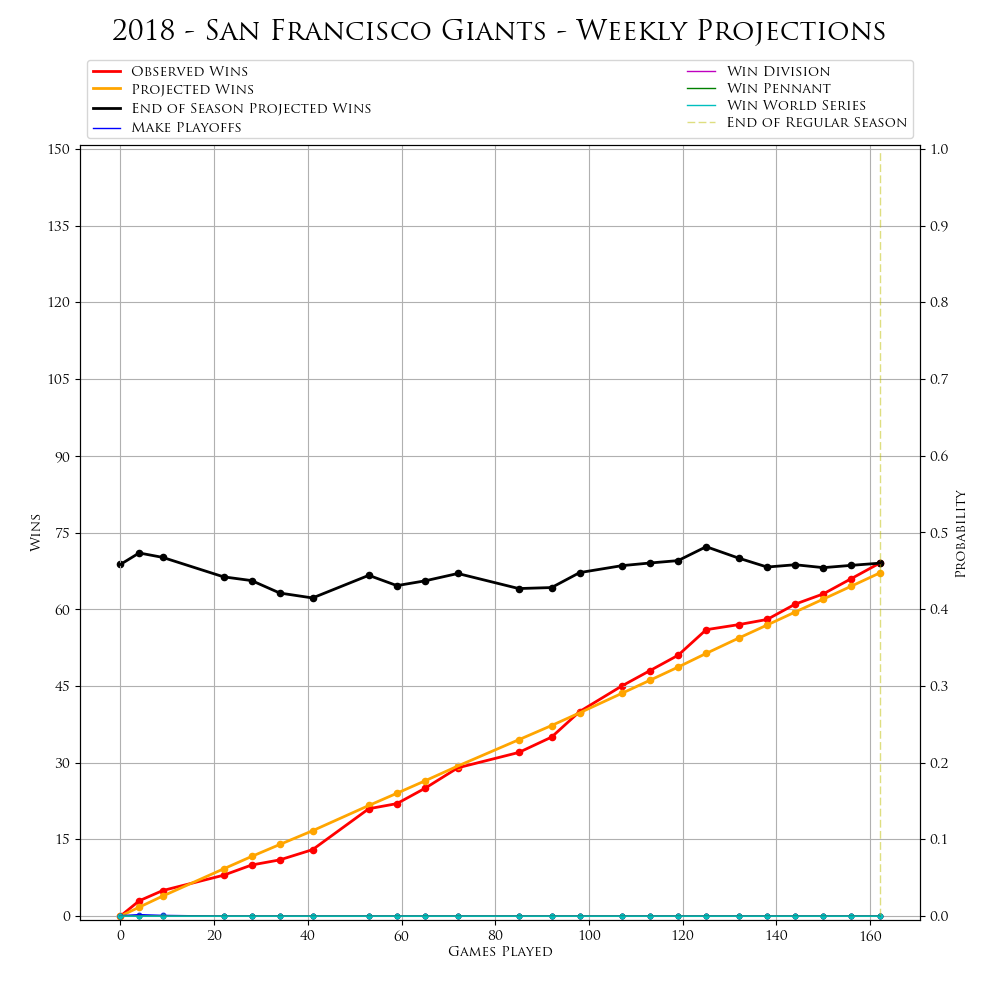 2018 - San Francisco Giants - Weekly Projections
Observed Wins
Projected Wins
End of Season Projected Wins
Make Playoffs
Win Division
Win Pennant
Win World Series
End of Regular Season
150
135
120
105
90
75
60
45
30
15
0
Wins
1.0
0.9
0.8
0.7
0.6
0.5
0.4
0.3
0.2
0.1
0.0
Probability
0 20 40 60 80 100 120 140 160
Games Played